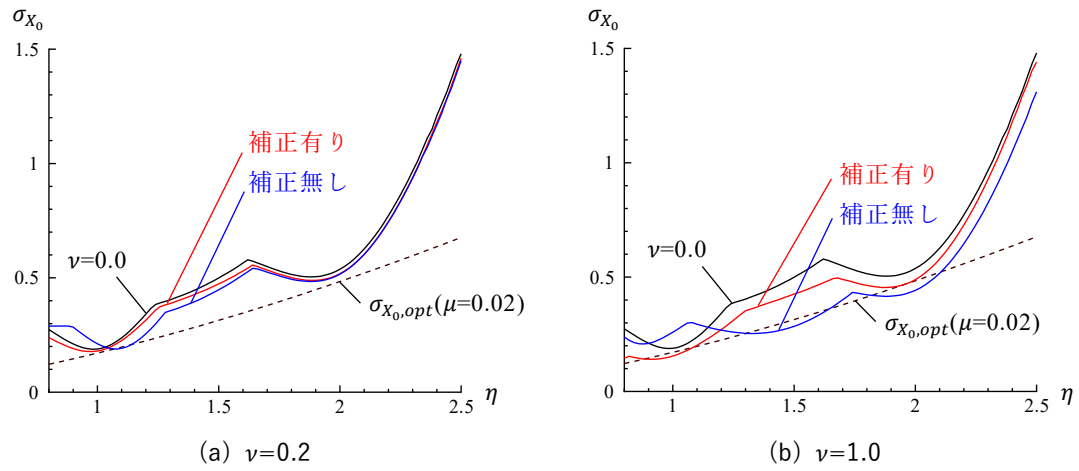 σX₀
1.5
1
0.5
0
補正有り
補正無し
ν=0.0
σX₀,opt(μ=0.02)
1
1.5
2
2.5
η
(a) ν=0.2
σX₀
1.5
1
0.5
0
補正有り
補正無し
ν=0.0
σX₀,opt(μ=0.02)
1
1.5
2
2.5
η
(b) ν=1.0